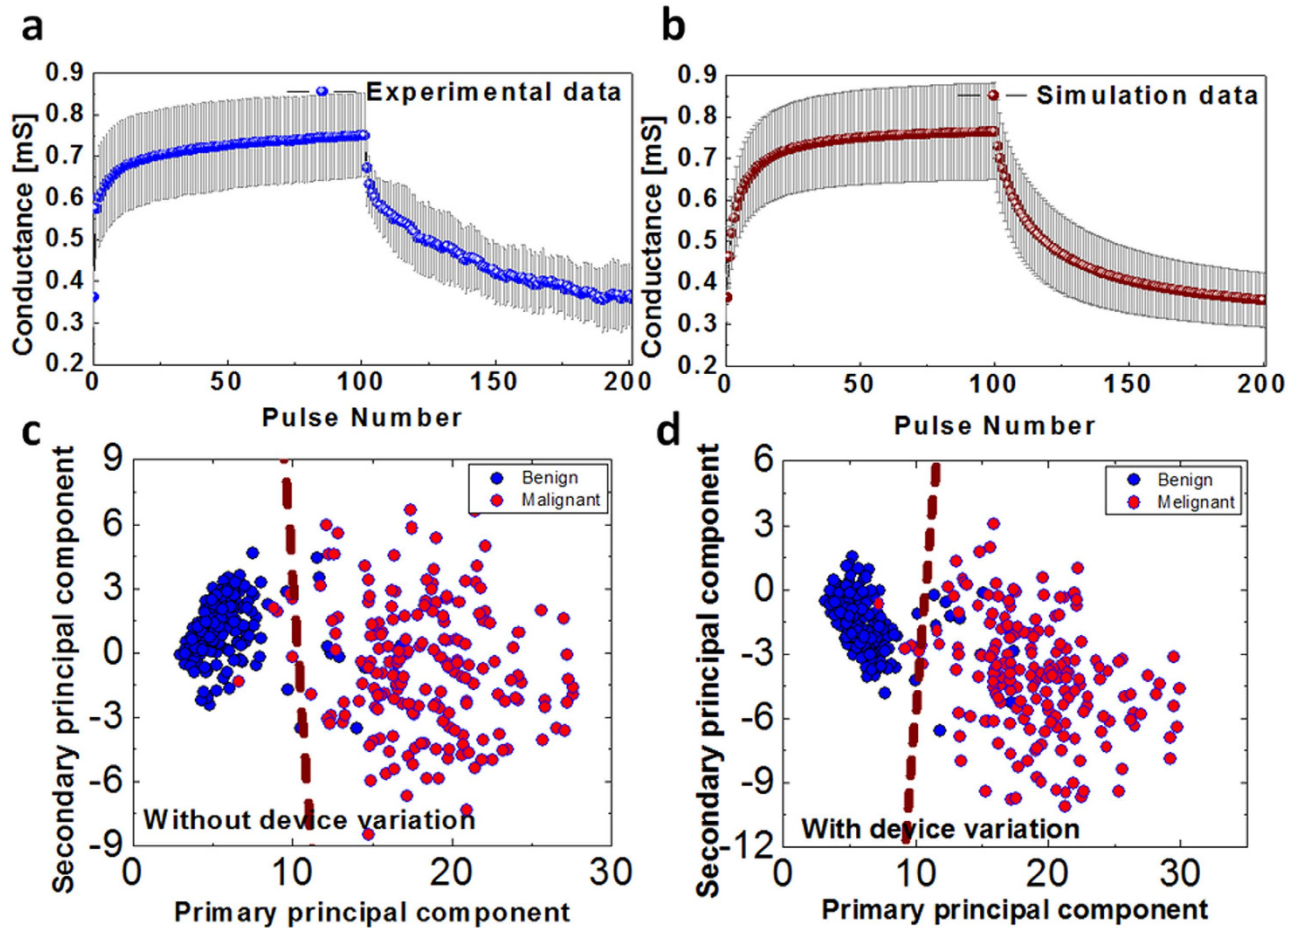 a
0.9
0.8
0.7
0.6
0.5
0.4
0.3
0.2
Conductance [mS]
Experimental data
0
50
100
150
200
Pulse Number
b
0.9
0.8
0.7
0.6
0.5
0.4
0.3
0.2
Conductance [mS]
Simulation data
0
50
100
150
200
Pulse Number
c
9
6
3
0
-3
-6
-9
Secondary principal component
Benign
Malignant
Without device variation
0
10
20
30
Primary principal component
d
6
3
0
-3
-6
-9
-12
Secondary principal component
Benign
Melignant
With device variation
0
10
20
30
Primary principal component